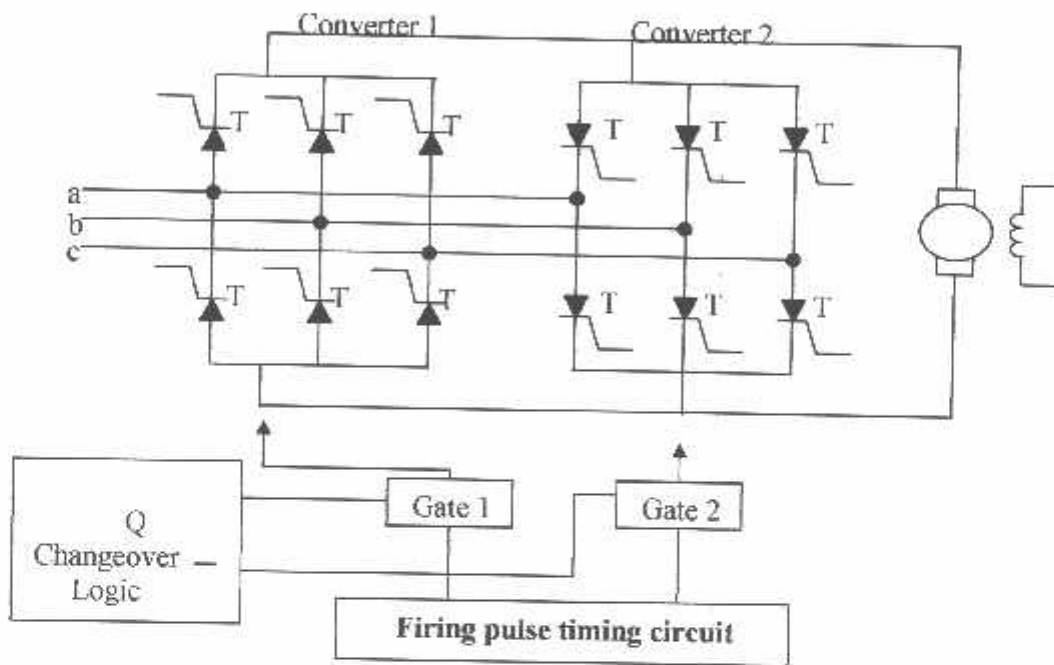 Converter 1
Converter 2
T T T T T T
a
b
c
T T T T T T
Gate 1
Gate 2
Q
Changeover –
Logic
Firing pulse timing circuit